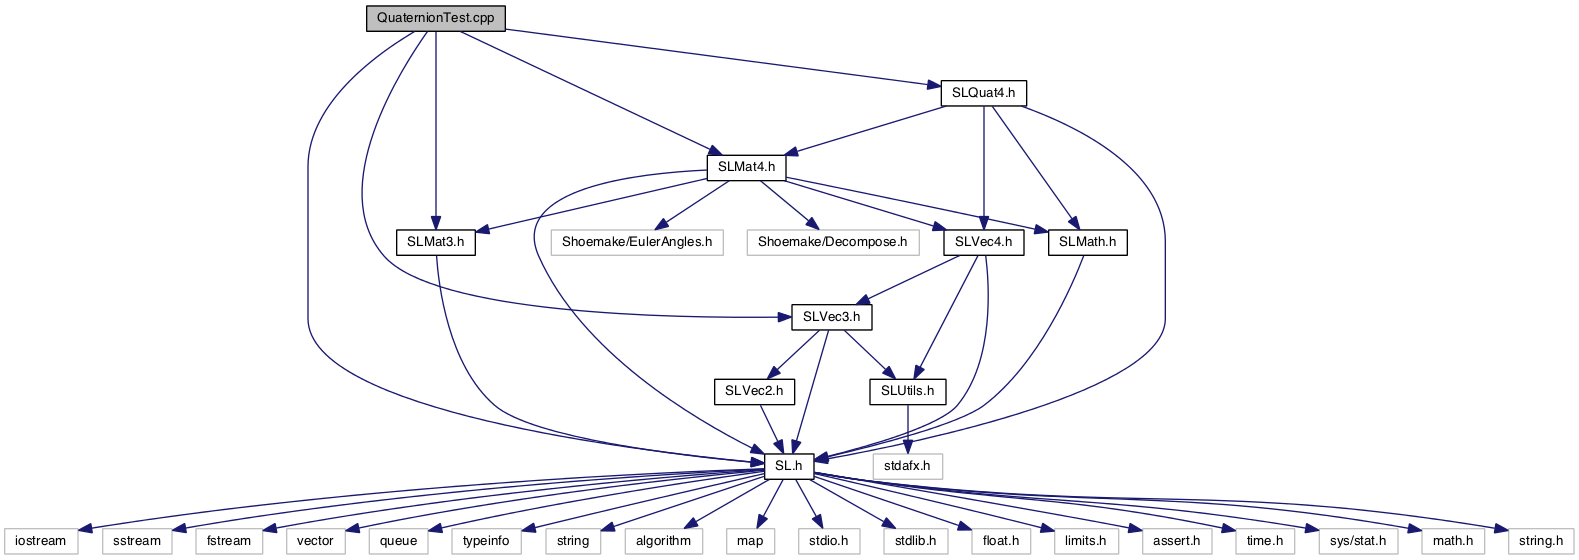 QuaternionTest.cpp
SLQuat4.h
SLMat4.h
SLMat3.h
Shoemake/EulerAngles.h
Shoemake/Decompose.h
SLVec4.h
SLMath.h
SLVec3.h
SLVec2.h
SLUtils.h
SL.h
stdafx.h
iostream
sstream
fstream
vector
queue
typeinfo
string
algorithm
map
stdio.h
stdlib.h
float.h
limits.h
assert.h
time.h
sys/stat.h
math.h
string.h